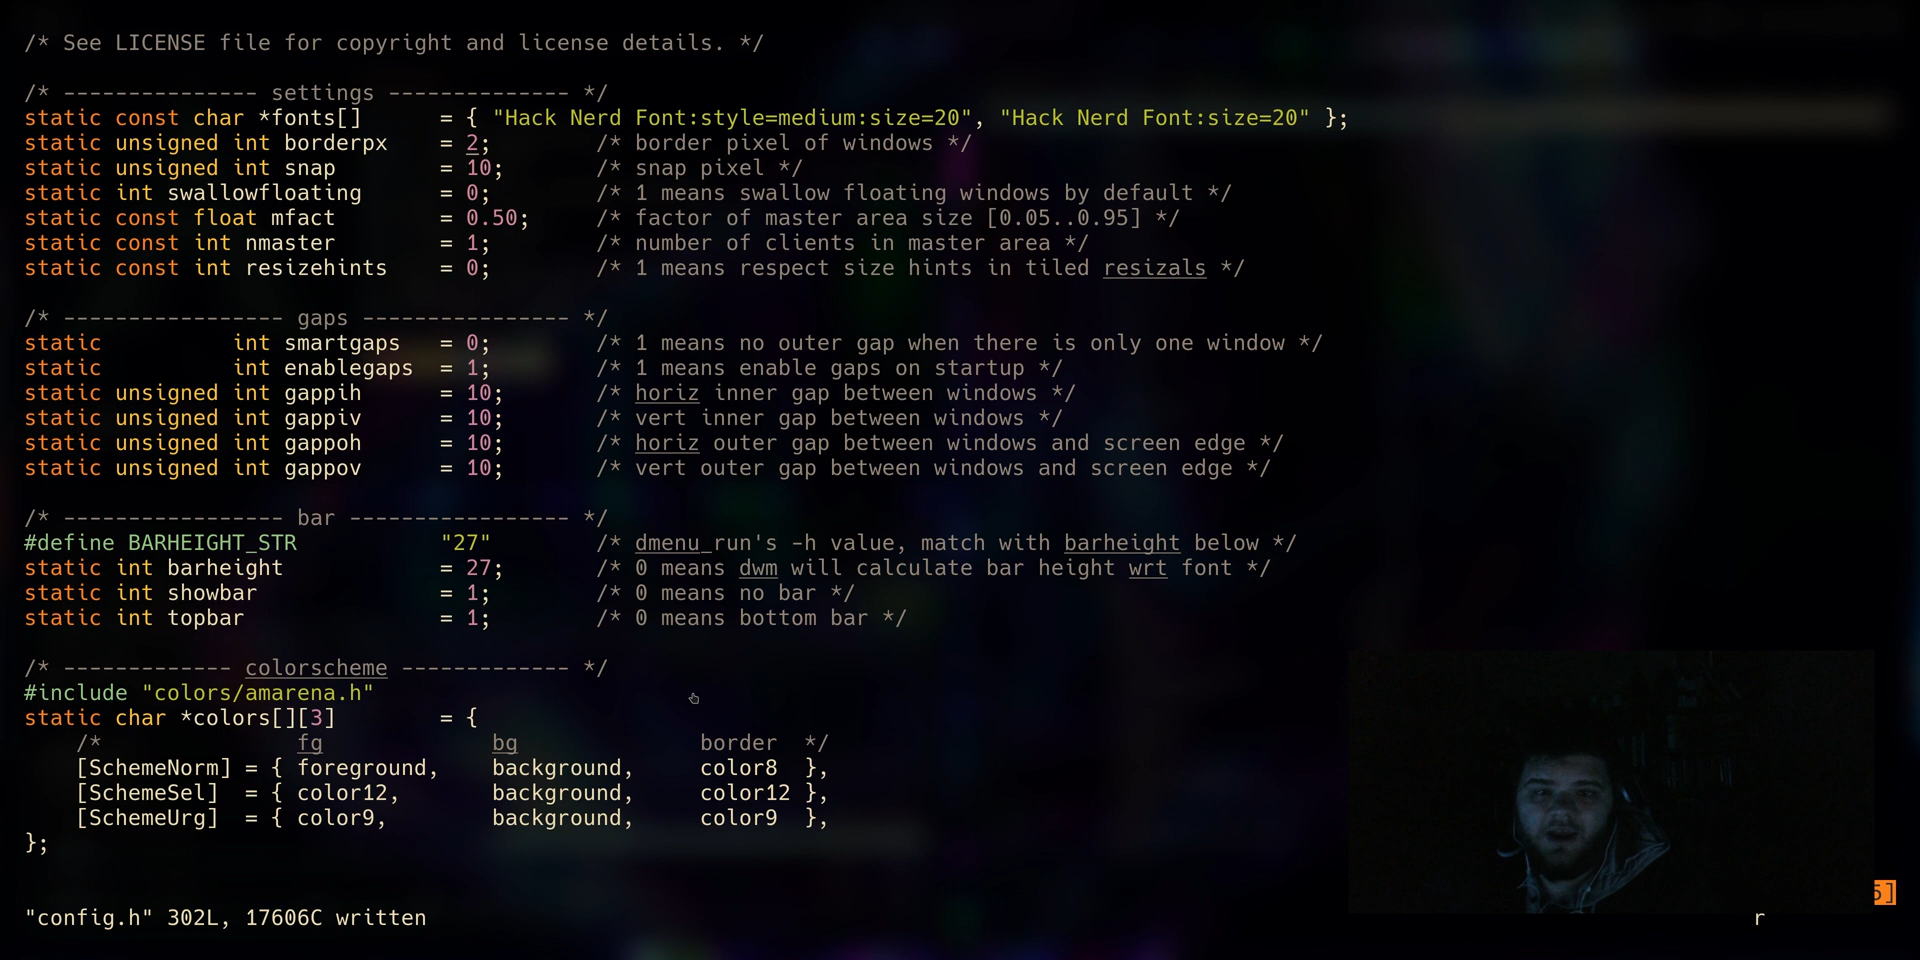 /* See LICENSE file for copyright and license details. */
/* --------------- settings -------------- */
static const char *fonts[]      = { "Hack Nerd Font:style=medium:size=20", "Hack Nerd Font:size=20" };
static unsigned int borderpx    = 2;        /* border pixel of windows */
static unsigned int snap        = 10;       /* snap pixel */
static int swallowfloating      = 0;        /* 1 means swallow floating windows by default */
static const float mfact        = 0.50;     /* factor of master area size [0.05..0.95] */
static const int nmaster        = 1;        /* number of clients in master area */
static const int resizehints    = 0;        /* 1 means respect size hints in tiled resizals */
/* ----------------- gaps ---------------- */
static          int smartgaps   = 0;        /* 1 means no outer gap when there is only one window */
static          int enablegaps  = 1;        /* 1 means enable gaps on startup */
static unsigned int gappih      = 10;       /* horiz inner gap between windows */
static unsigned int gappiv      = 10;       /* vert inner gap between windows */
static unsigned int gappoh      = 10;       /* horiz outer gap between windows and screen edge */
static unsigned int gappov      = 10;       /* vert outer gap between windows and screen edge */
/* ----------------- bar ----------------- */
#define BARHEIGHT_STR           "27"        /* dmenu_run's -h value, match with barheight below */
static int barheight            = 27;       /* 0 means dwm will calculate bar height wrt font */
static int showbar              = 1;        /* 0 means no bar */
static int topbar               = 1;        /* 0 means bottom bar */
/* ------------- colorscheme ------------- */
#include "colors/amarena.h"
static char *colors[][3]        = {
    /*               fg             bg              border  */
    [SchemeNorm] = { foreground,    background,     color8  },
    [SchemeSel]  = { color12,       background,     color12 },
    [SchemeUrg]  = { color9,        background,     color9  },
};
5]
"config.h" 302L, 17606C written
r